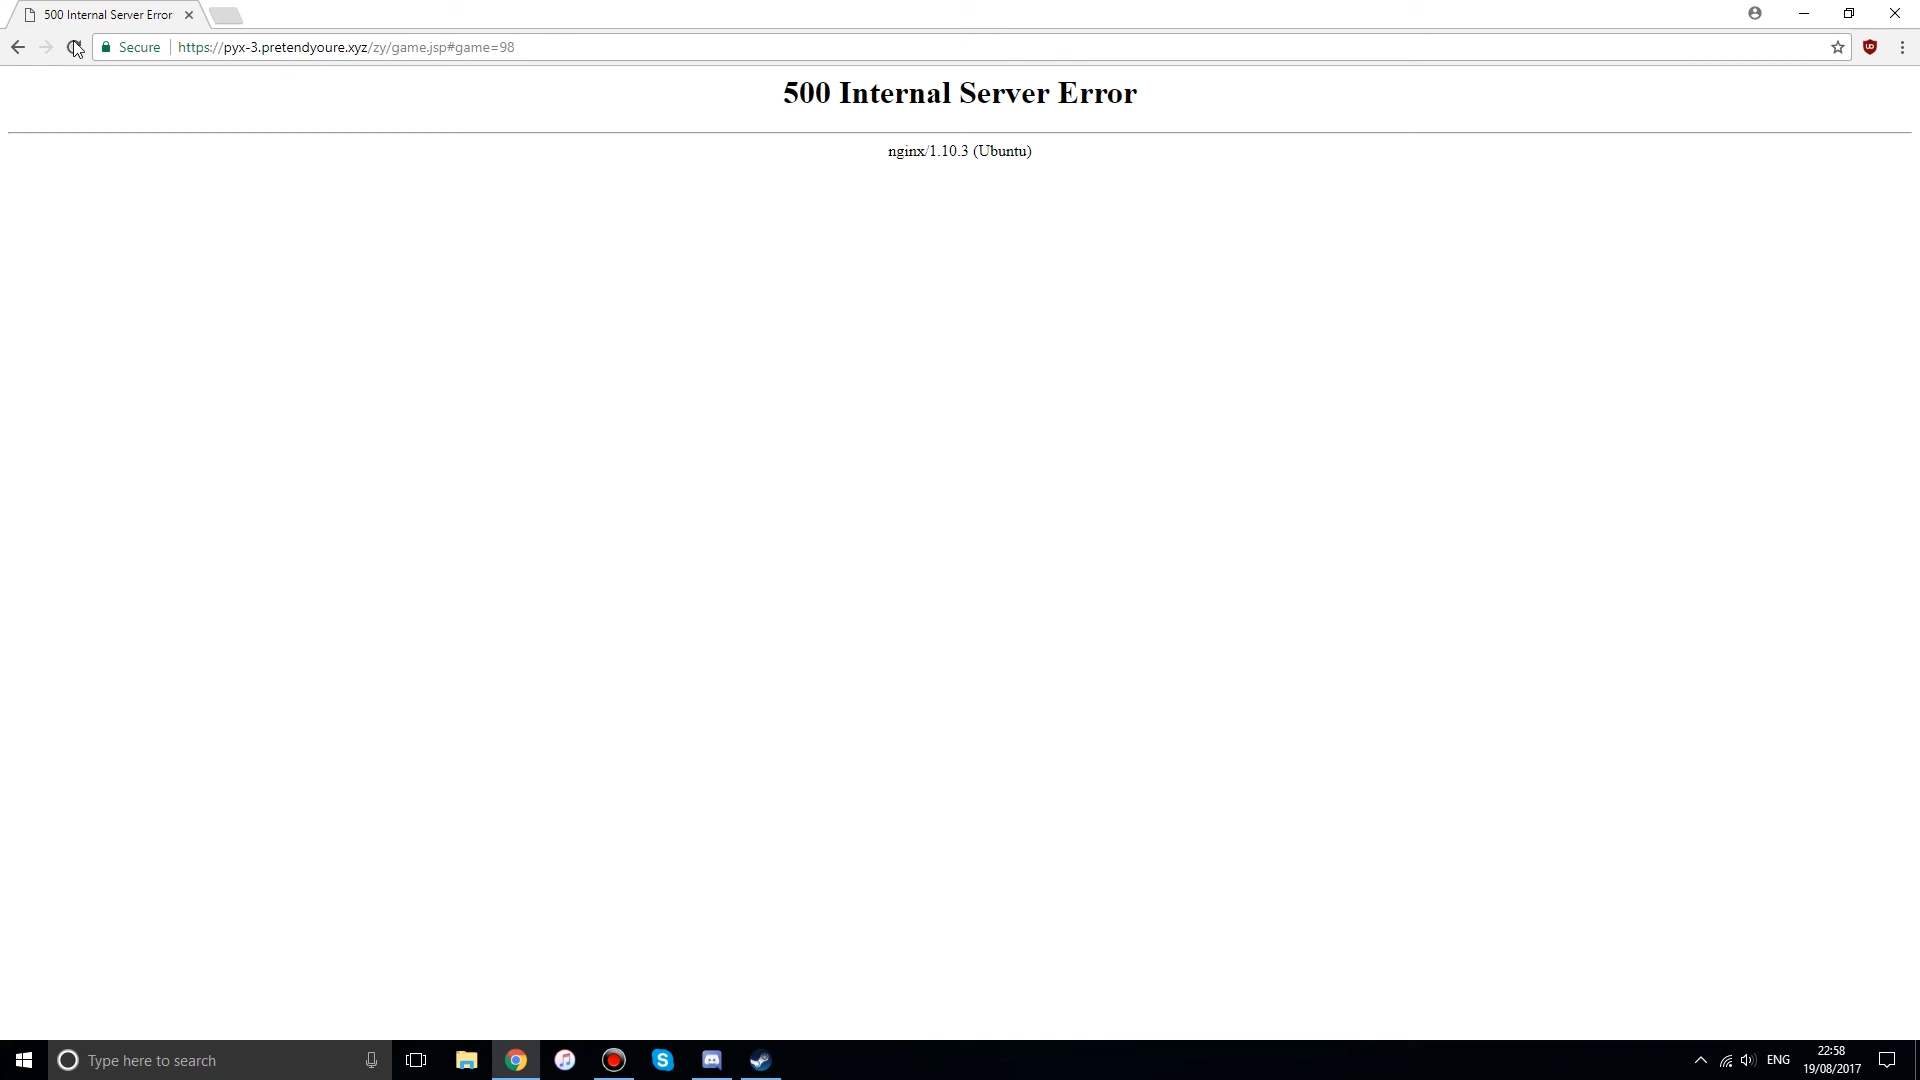 500 Internal Server Error
Secure
https://pyx-3.pretendyoure.xyz/zy/game.jsp#game=98
500 Internal Server Error
nginx/1.10.3 (Ubuntu)
Type here to search
ENG
22:58
19/08/2017